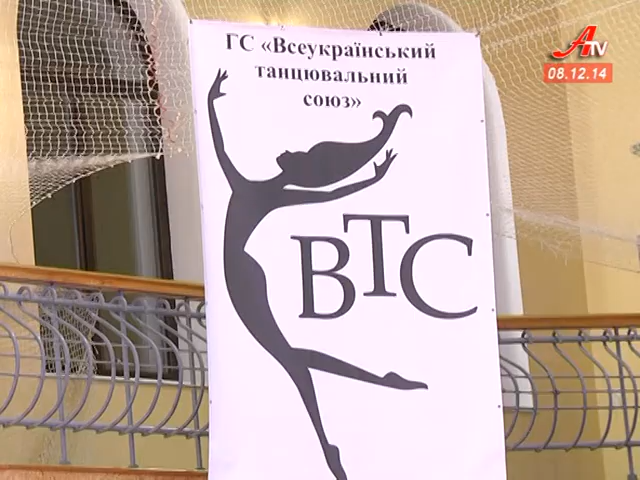 ГС «Всеукраїнський
танцювальний
союз»
ВТС
ATV
08.12.14